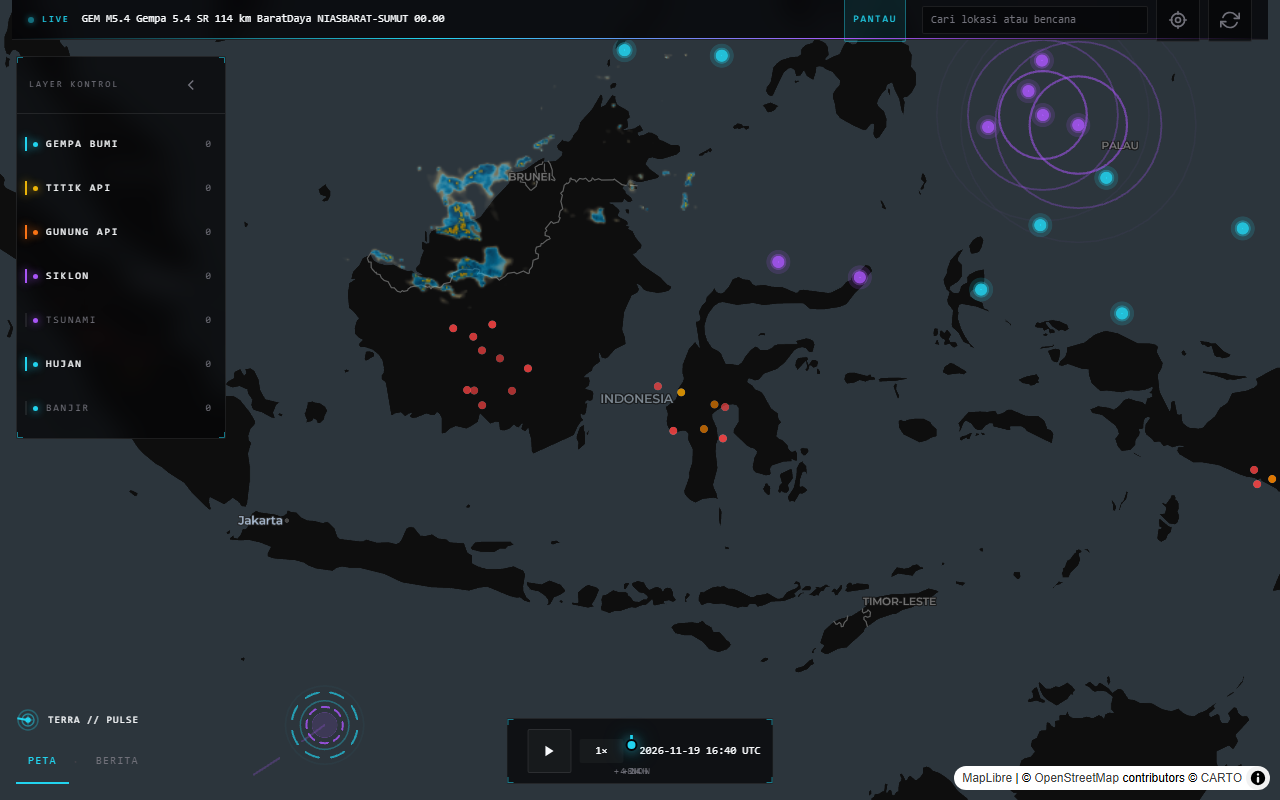 LIVE GEM M5.4 Gempa 5.4 SR 114 km BaratDaya NIASBARAT-SUMUT 00.00
PANTAU
Cari lokasi atau bencana
LAYER KONTROL
GEMPA BUMI 0
TITIK API 0
GUNUNG API 0
SIKLON 0
TSUNAMI 0
HUJAN 0
BANJIR 0
BRUNEI
PALAU
INDONESIA
Jakarta
TIMOR-LESTE
TERRA // PULSE
PETA
BERITA
1×
2026-11-19 16:40 UTC
MapLibre | © OpenStreetMap contributors © CARTO